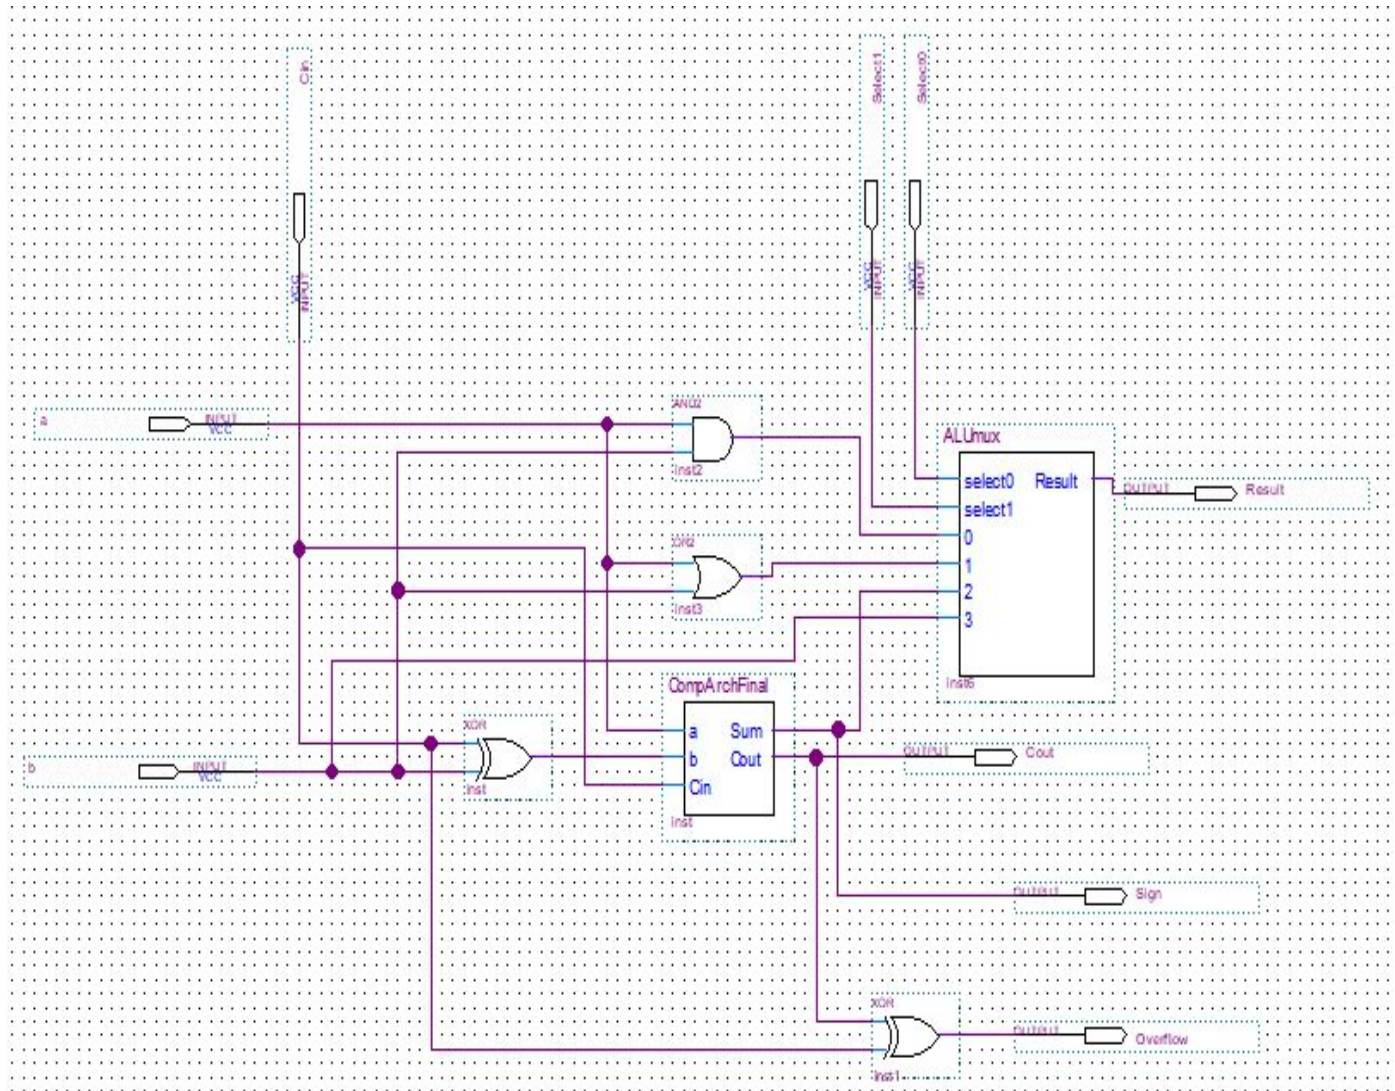 Cin
Select1
Select0
VCC
INPUT
VCC
INPUT
VCC
INPUT
a
INPUT
VCC
AND2
inst2
ALUmux
select0
Result
select1
0
1
2
3
inst6
OUTPUT
Result
OR2
inst3
CompArchFinal
a
Sum
b
Cout
Cin
inst
XOR
inst
b
INPUT
VCC
OUTPUT
Cout
OUTPUT
Sign
XOR
inst1
OUTPUT
Overflow